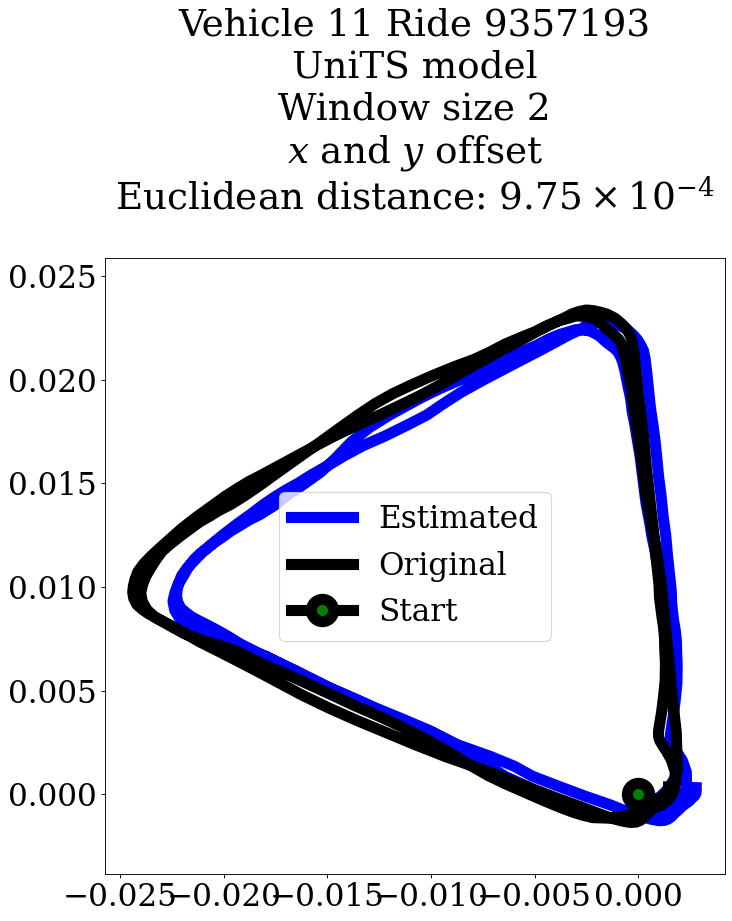 Vehicle 11 Ride 9357193
UniTS model
Window size 2
x and y offset
Euclidean distance: 9.75 × 10⁻⁴
0.025
0.020
0.015
0.010
0.005
0.000
Estimated
Original
Start
−0.025 −0.020 −0.015 −0.010 −0.005 0.000